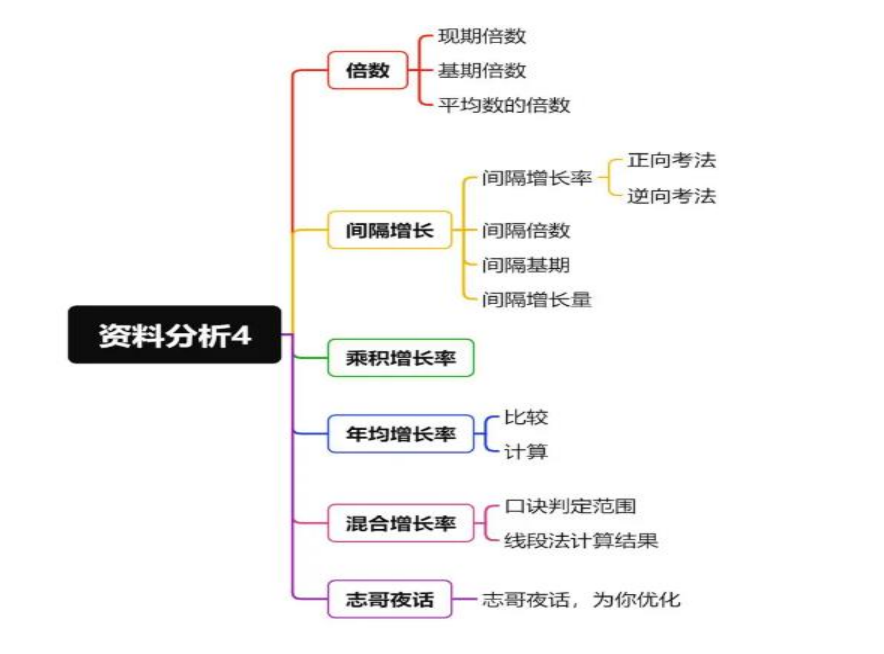 资料分析4
倍数
现期倍数
基期倍数
平均数的倍数
间隔增长
间隔增长率
正向考法
逆向考法
间隔倍数
间隔基期
间隔增长量
乘积增长率
年均增长率
比较
计算
混合增长率
口诀判定范围
线段法计算结果
志哥夜话
志哥夜话，为你优化